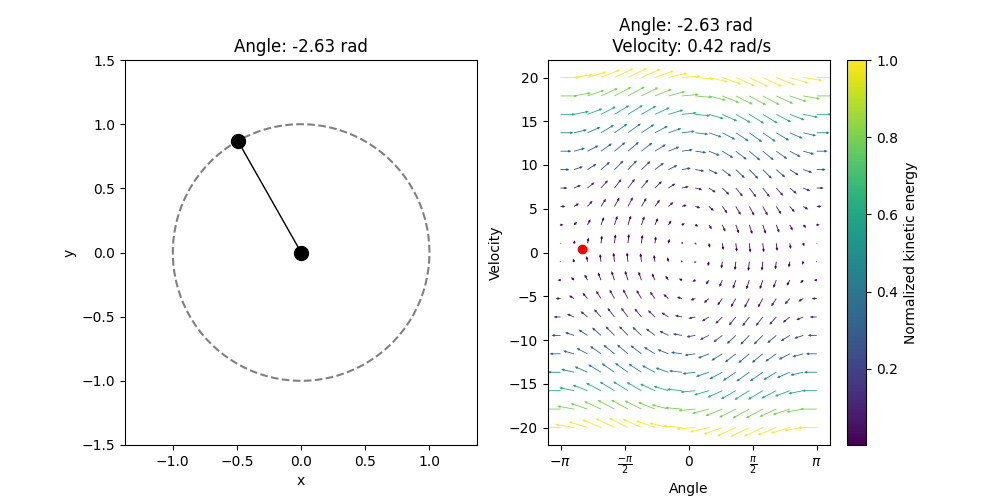 Angle: -2.63 rad
1.5
1.0
0.5
0.0
−0.5
−1.0
−1.5
y
−1.0
−0.5
0.0
0.5
1.0
x
Angle: -2.63 rad
Velocity: 0.42 rad/s
20
15
10
5
0
−5
−10
−15
−20
Velocity
−π
−π/2
0
π/2
π
Angle
1.0
0.8
0.6
0.4
0.2
Normalized kinetic energy